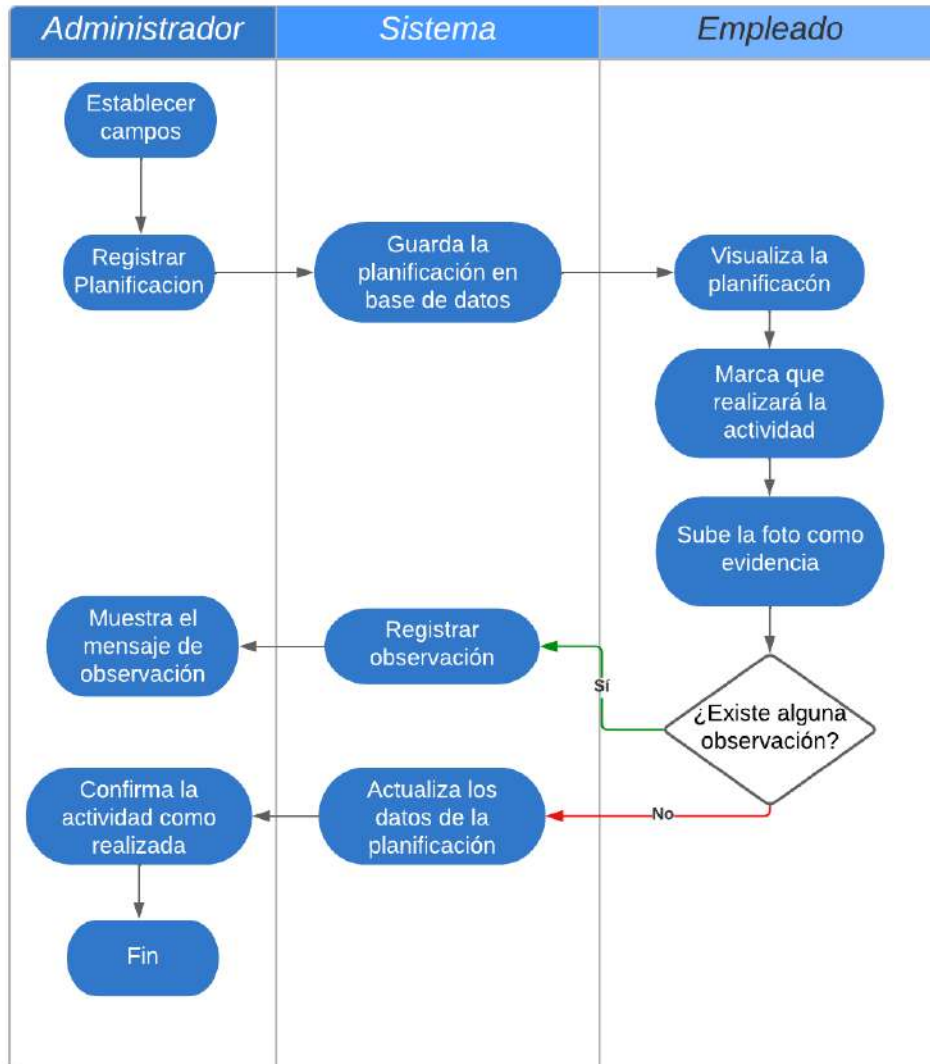 Administrador
Sistema
Empleado
Establecer
campos
Registrar
Planificacion
Guarda la
planificación en
base de datos
Visualiza la
planificacón
Marca que
realizará la
actividad
Sube la foto como
evidencia
Muestra el
mensaje de
observación
Registrar
observación
Sí
¿Existe alguna
observación?
Confirma la
actividad como
realizada
Actualiza los
datos de la
planificación
No
Fin